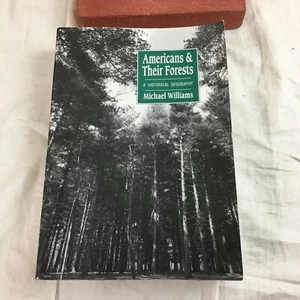 Americans &
Their Forests
A HISTORICAL GEOGRAPHY
Michael Williams